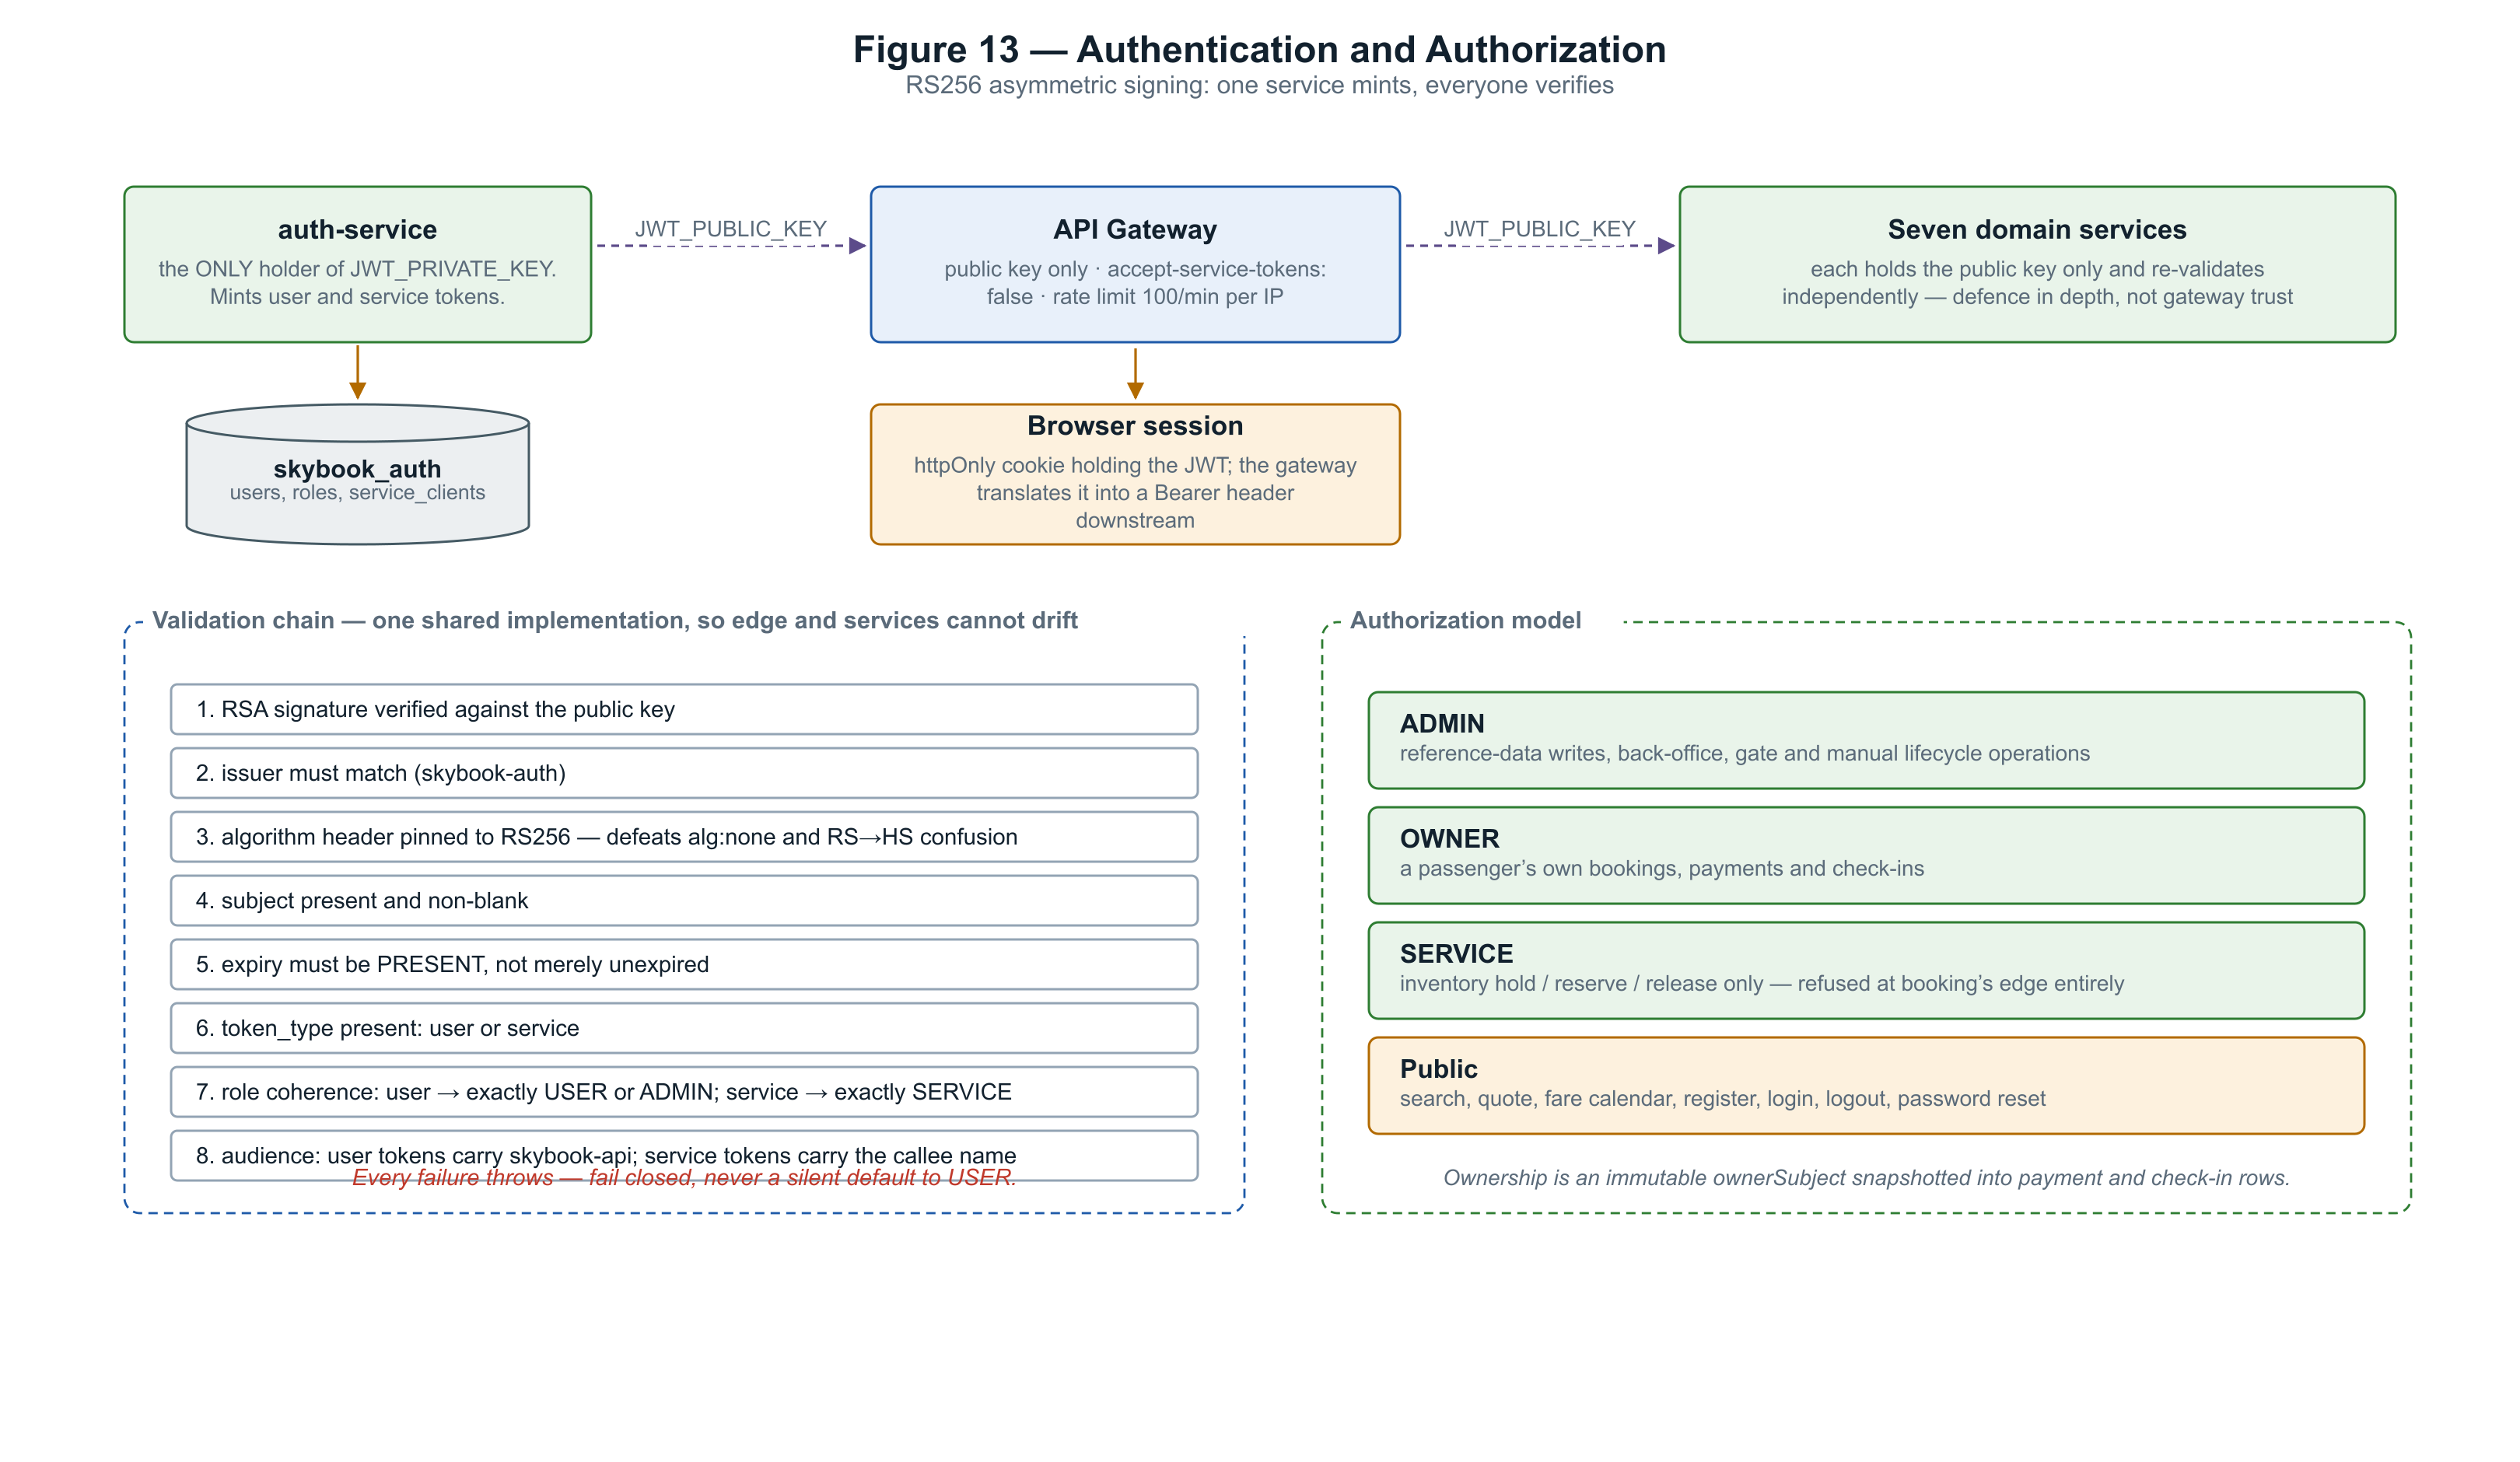 Figure 13 — Authentication and Authorization
RS256 asymmetric signing: one service mints, everyone verifies
auth-service
the ONLY holder of JWT_PRIVATE_KEY.
Mints user and service tokens.
JWT_PUBLIC_KEY
API Gateway
public key only · accept-service-tokens:
false · rate limit 100/min per IP
JWT_PUBLIC_KEY
Seven domain services
each holds the public key only and re-validates
independently — defence in depth, not gateway trust
skybook_auth
users, roles, service_clients
Browser session
httpOnly cookie holding the JWT; the gateway
translates it into a Bearer header
downstream
Validation chain — one shared implementation, so edge and services cannot drift
1. RSA signature verified against the public key
2. issuer must match (skybook-auth)
3. algorithm header pinned to RS256 — defeats alg:none and RS→HS confusion
4. subject present and non-blank
5. expiry must be PRESENT, not merely unexpired
6. token_type present: user or service
7. role coherence: user → exactly USER or ADMIN; service → exactly SERVICE
8. audience: user tokens carry skybook-api; service tokens carry the callee name
Every failure throws — fail closed, never a silent default to USER.
Authorization model
ADMIN
reference-data writes, back-office, gate and manual lifecycle operations
OWNER
a passenger’s own bookings, payments and check-ins
SERVICE
inventory hold / reserve / release only — refused at booking’s edge entirely
Public
search, quote, fare calendar, register, login, logout, password reset
Ownership is an immutable ownerSubject snapshotted into payment and check-in rows.